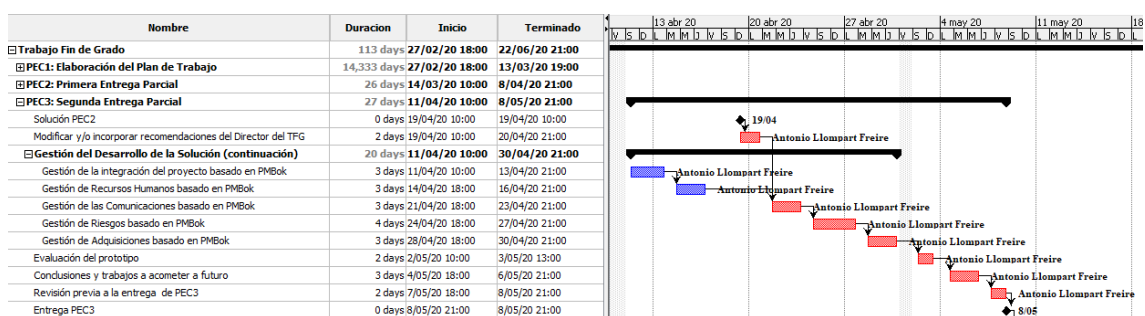 Nombre Duracion Inicio Terminado
13 abr 20 20 abr 20 27 abr 20 4 may 20 11 may 20 18
V S D L M M J V S D L M M J V S D L M M J V S D L M M J V S D L M M J V S D L
Trabajo Fin de Grado 113 days 27/02/20 18:00 22/06/20 21:00
PEC1: Elaboración del Plan de Trabajo 14,333 days 27/02/20 18:00 13/03/20 19:00
PEC2: Primera Entrega Parcial 26 days 14/03/20 10:00 8/04/20 21:00
PEC3: Segunda Entrega Parcial 27 days 11/04/20 10:00 8/05/20 21:00
Solución PEC2 0 days 19/04/20 10:00 19/04/20 10:00 19/04
Modificar y/o incorporar recomendaciones del Director del TFG 2 days 19/04/20 10:00 20/04/20 21:00 Antonio Llompart Freire
Gestión del Desarrollo de la Solución (continuación) 20 days 11/04/20 10:00 30/04/20 21:00
Gestión de la integración del proyecto basado en PMBok 3 days 11/04/20 10:00 13/04/20 21:00 Antonio Llompart Freire
Gestión de Recursos Humanos basado en PMBok 3 days 14/04/20 18:00 16/04/20 21:00 Antonio Llompart Freire
Gestión de las Comunicaciones basado en PMBok 3 days 21/04/20 18:00 23/04/20 21:00 Antonio Llompart Freire
Gestión de Riesgos basado en PMBok 4 days 24/04/20 18:00 27/04/20 21:00 Antonio Llompart Freire
Gestión de Adquisiciones basado en PMBok 3 days 28/04/20 18:00 30/04/20 21:00 Antonio Llompart Freire
Evaluación del prototipo 2 days 2/05/20 10:00 3/05/20 13:00 Antonio Llompart Freire
Conclusiones y trabajos a acometer a futuro 3 days 4/05/20 18:00 6/05/20 21:00 Antonio Llompart Freire
Revisión previa a la entrega de PEC3 2 days 7/05/20 18:00 8/05/20 21:00 Antonio Llompart Freire
Entrega PEC3 0 days 8/05/20 21:00 8/05/20 21:00 8/05